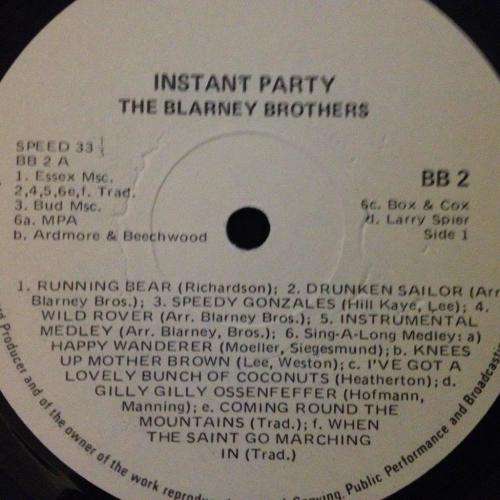 INSTANT PARTY
THE BLARNEY BROTHERS
SPEED 33 1/3
BB 2 A
1. Essex Msc.
2,4,5,6e,f. Trad.
3. Bud Msc.
6a. MPA
b. Ardmore & Beechwood
BB 2
6c. Box & Cox
d. Larry Spier
Side 1
1. RUNNING BEAR (Richardson); 2. DRUNKEN SAILOR (Arr.
Blarney Bros.); 3. SPEEDY GONZALES (Hill Kaye, Lee); 4.
WILD ROVER (Arr. Blarney Bros.); 5. INSTRUMENTAL
MEDLEY (Arr. Blarney, Bros.); 6. Sing-A-Long Medley: a)
HAPPY WANDERER (Moeller, Siegesmund); b. KNEES
UP MOTHER BROWN (Lee, Weston); c. I'VE GOT A
LOVELY BUNCH OF COCONUTS (Heatherton); d.
GILLY GILLY OSSENFEFFER (Hofmann,
Manning); e. COMING ROUND THE
MOUNTAINS (Trad.); f. WHEN
THE SAINT GO MARCHING
IN (Trad.)
Producer and of the owner of the work Public Performance and